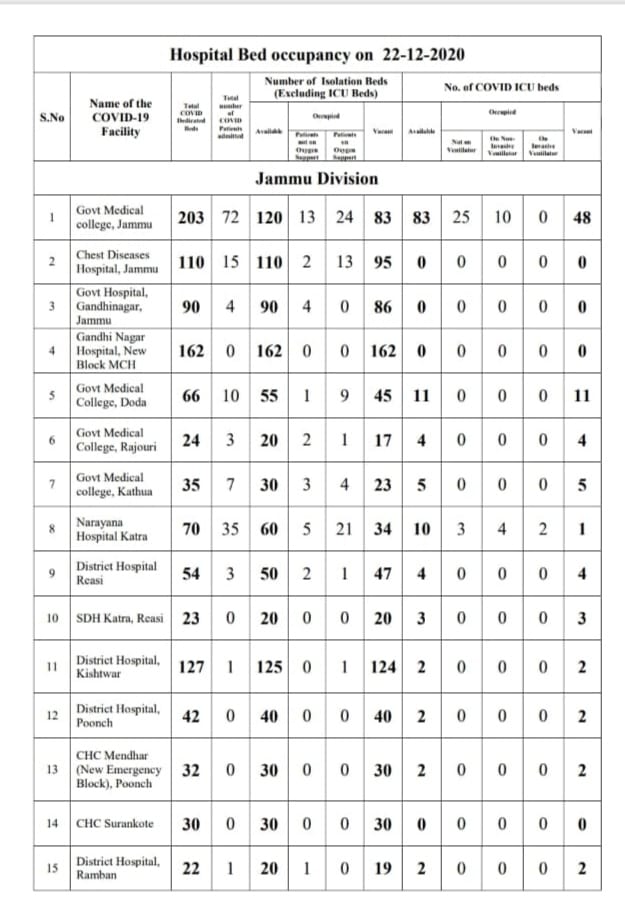 Hospital Bed occupancy on 22-12-2020
S.No
Name of the COVID-19 Facility
Total COVID Dedicated Beds
Total number of COVID Patients admitted
Number of Isolation Beds (Excluding ICU Beds)
No. of COVID ICU beds
Available
Occupied
Vacant
Available
Occupied
Vacant
Patients not on Oxygen Support
Patients on Oxygen Support
Not on Ventilator
On Non-Invasive Ventilator
On Invasive Ventilator
Jammu Division
1 Govt Medical college, Jammu 203 72 120 13 24 83 83 25 10 0 48
2 Chest Diseases Hospital, Jammu 110 15 110 2 13 95 0 0 0 0 0
3 Govt Hospital, Gandhinagar, Jammu 90 4 90 4 0 86 0 0 0 0 0
4 Gandhi Nagar Hospital, New Block MCH 162 0 162 0 0 162 0 0 0 0 0
5 Govt Medical College, Doda 66 10 55 1 9 45 11 0 0 0 11
6 Govt Medical College, Rajouri 24 3 20 2 1 17 4 0 0 0 4
7 Govt Medical college, Kathua 35 7 30 3 4 23 5 0 0 0 5
8 Narayana Hospital Katra 70 35 60 5 21 34 10 3 4 2 1
9 District Hospital Reasi 54 3 50 2 1 47 4 0 0 0 4
10 SDH Katra, Reasi 23 0 20 0 0 20 3 0 0 0 3
11 District Hospital, Kishtwar 127 1 125 0 1 124 2 0 0 0 2
12 District Hospital, Poonch 42 0 40 0 0 40 2 0 0 0 2
13 CHC Mendhar (New Emergency Block), Poonch 32 0 30 0 0 30 2 0 0 0 2
14 CHC Surankote 30 0 30 0 0 30 0 0 0 0 0
15 District Hospital, Ramban 22 1 20 1 0 19 2 0 0 0 2